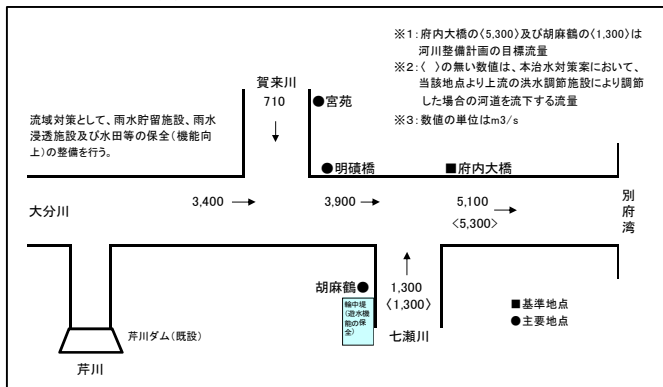 ※1：府内大橋の〈5,300〉及び胡麻鶴の〈1,300〉は
河川整備計画の目標流量
※2：〈　〉の無い数値は、本治水対策案において、
当該地点より上流の洪水調節施設により調節
した場合の河道を流下する流量
※3：数値の単位はm3/s
賀来川
710
●宮苑
流域対策として、雨水貯留施設、雨水
浸透施設及び水田等の保全（機能向
上）の整備を行う。
●明磧橋
■府内大橋
大分川
3,400
3,900
5,100
〈5,300〉
別府湾
胡麻鶴●
1,300
〈1,300〉
輪中堤
（遊水機
能の保
全）
七瀬川
■基準地点
●主要地点
芹川ダム（既設）
芹川